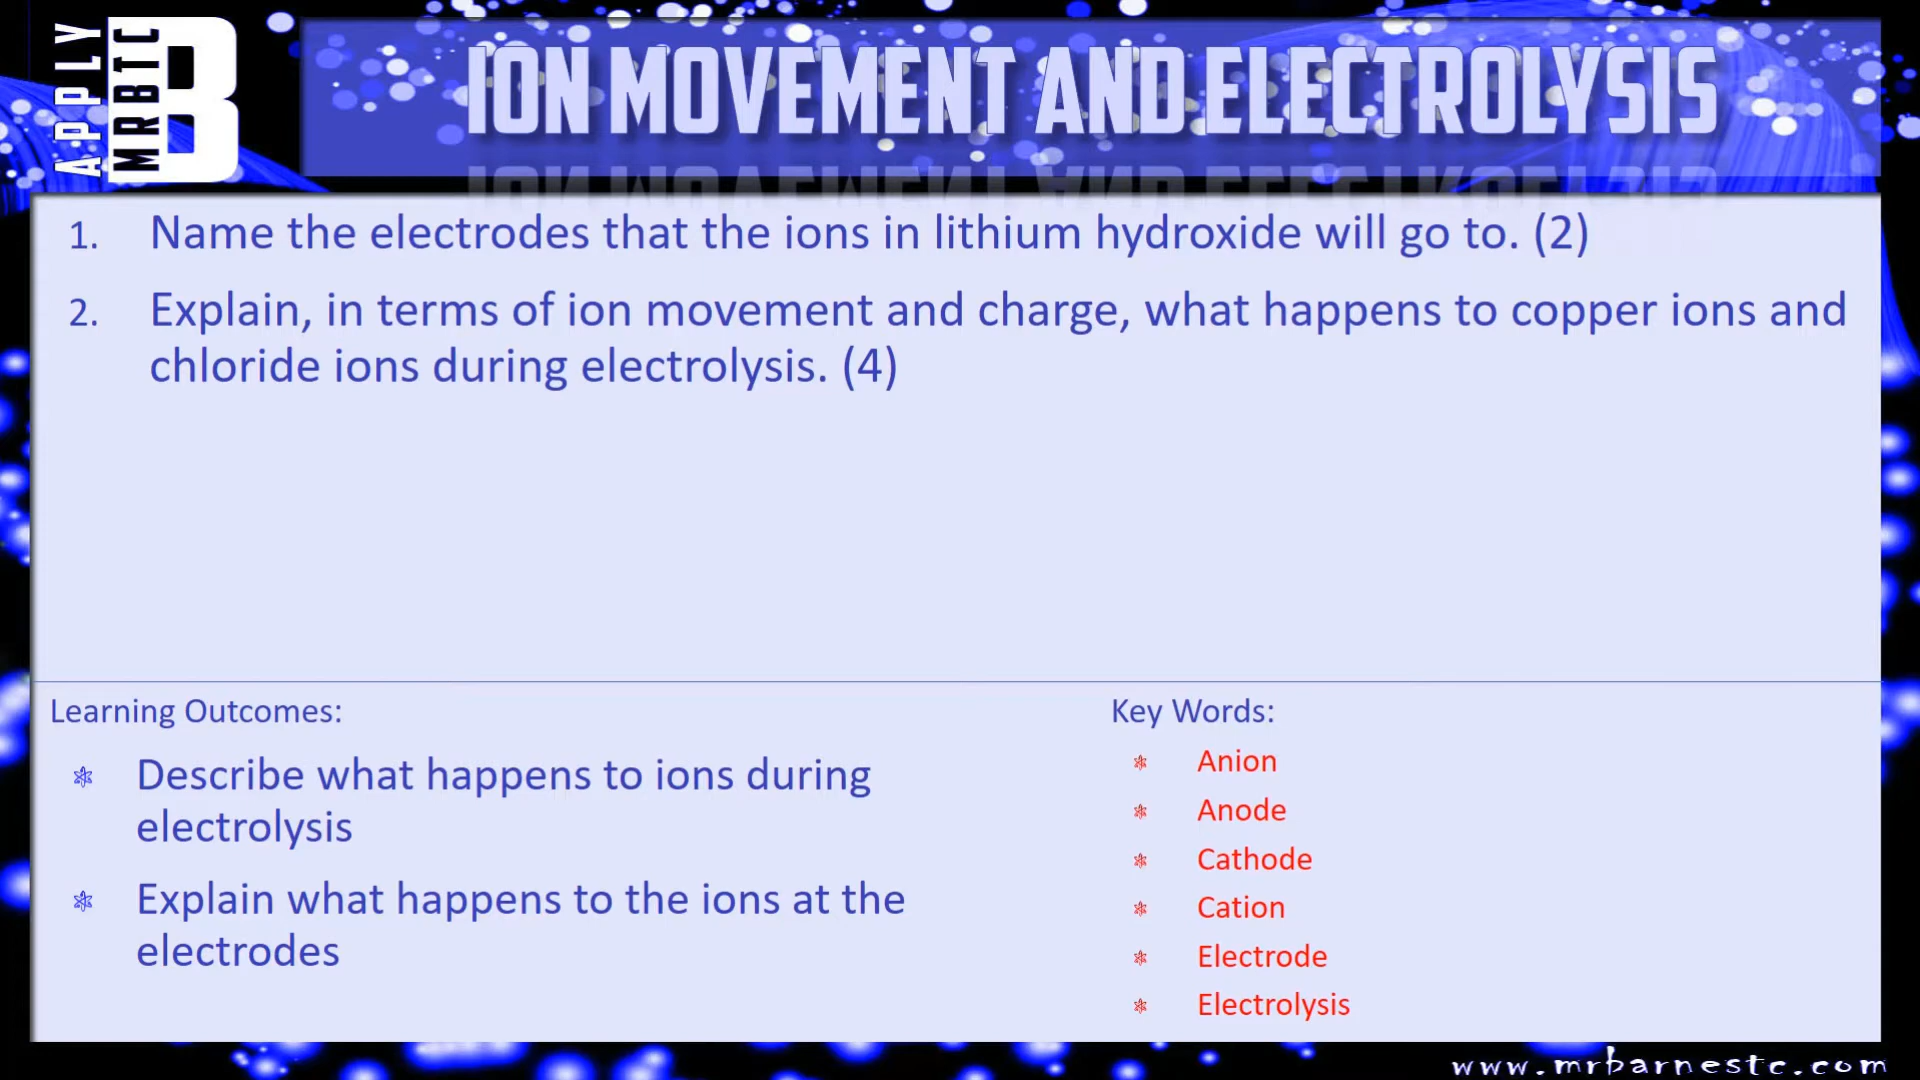 APPLY
MRBTC
B
ION MOVEMENT AND ELECTROLYSIS
1. Name the electrodes that the ions in lithium hydroxide will go to. (2)
2. Explain, in terms of ion movement and charge, what happens to copper ions and
chloride ions during electrolysis. (4)
Learning Outcomes:
Describe what happens to ions during
electrolysis
Explain what happens to the ions at the
electrodes
Key Words:
Anion
Anode
Cathode
Cation
Electrode
Electrolysis
www.mrbarnestc.com